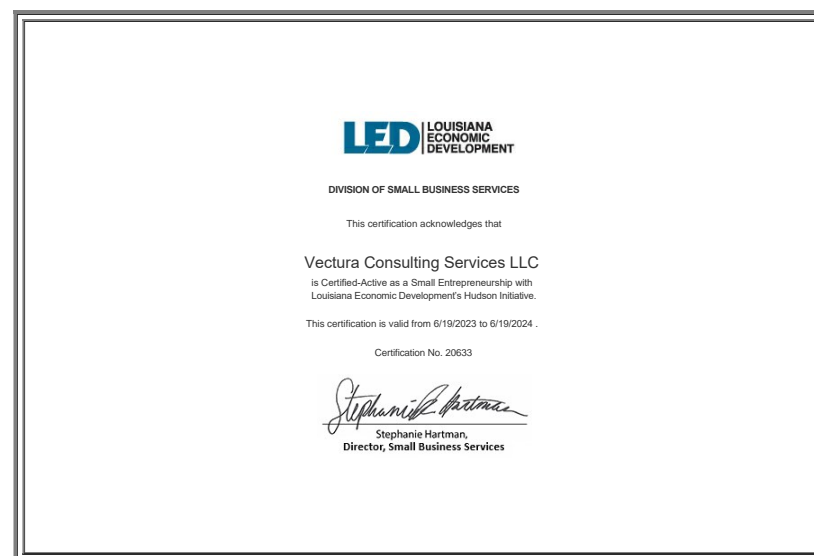 LED LOUISIANA
ECONOMIC
DEVELOPMENT
DIVISION OF SMALL BUSINESS SERVICES
This certification acknowledges that
Vectura Consulting Services LLC
is Certified-Active as a Small Entrepreneurship with
Louisiana Economic Development's Hudson Initiative.
This certification is valid from 6/19/2023 to 6/19/2024 .
Certification No. 20633
Stephanie R Hartman
Stephanie Hartman,
Director, Small Business Services